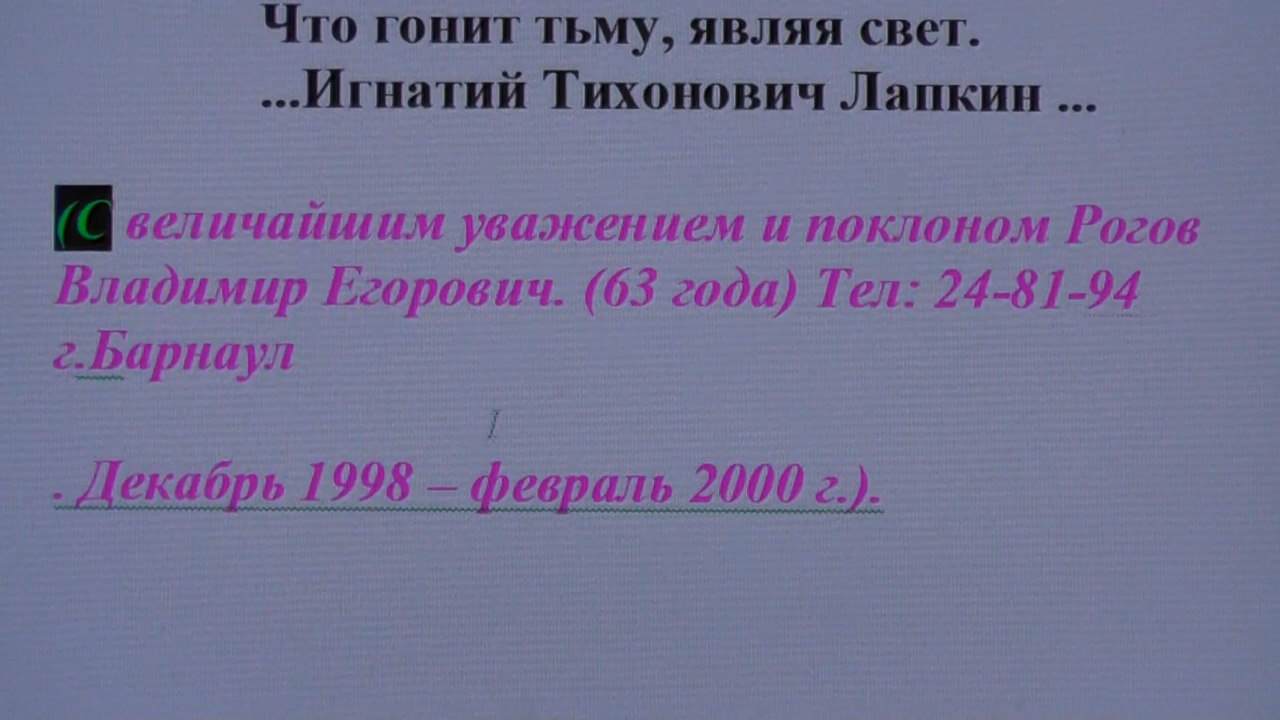 Что гонит тьму, являя свет.
...Игнатий Тихонович Лапкин ...
(С величайшим уважением и поклоном Рогов
Владимир Егорович. (63 года) Тел: 24-81-94
г.Барнаул
. Декабрь 1998 – февраль 2000 г.).